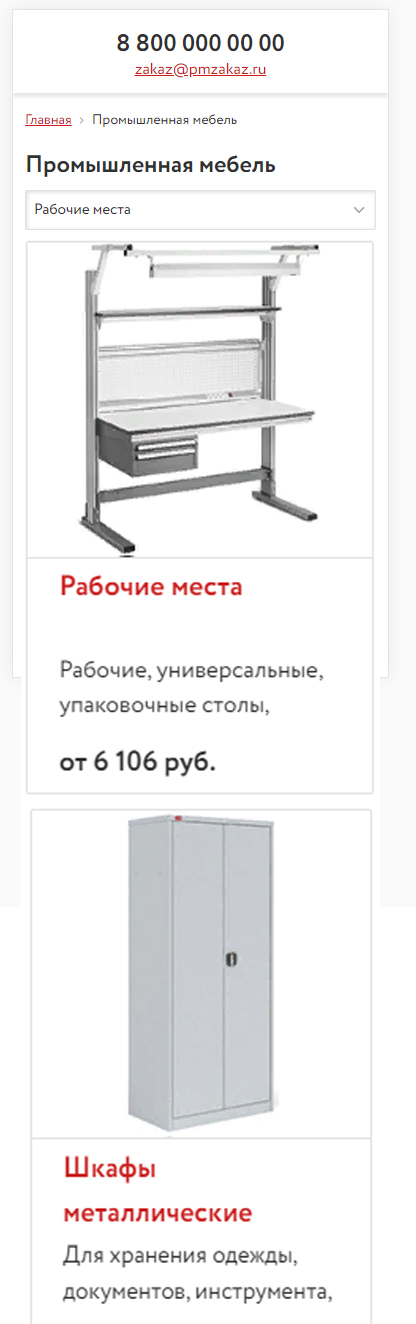 8 800 000 00 00
zakaz@pmzakaz.ru
Главная › Промышленная мебель
Промышленная мебель
Рабочие места
Рабочие места
Рабочие, универсальные,
упаковочные столы,
от 6 106 руб.
Шкафы
металлические
Для хранения одежды,
документов, инструмента,